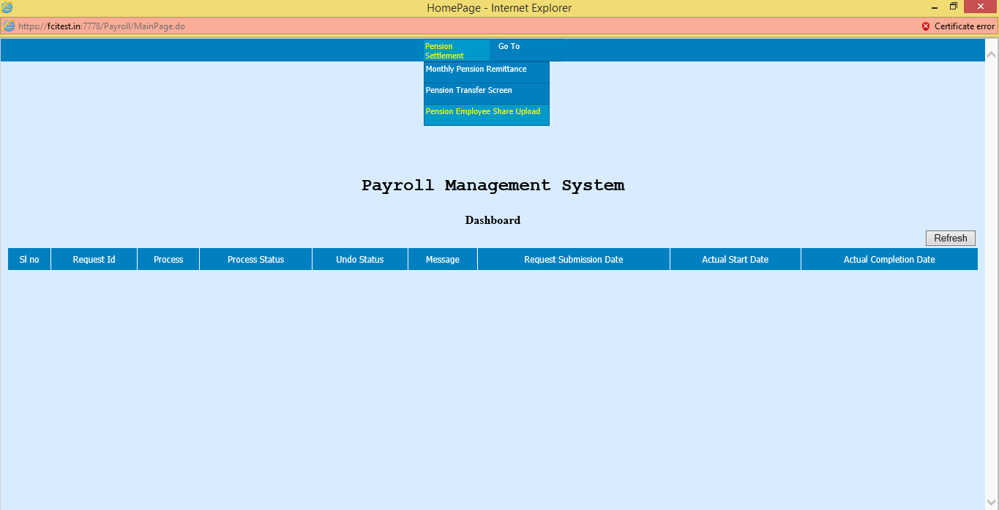 HomePage - Internet Explorer
https://fcitest.in:7778/Payroll/MainPage.do
Certificate error
Pension
Settlement
Go To
Monthly Pension Remittance
Pension Transfer Screen
Pension Employee Share Upload
Payroll Management System
Dashboard
Refresh
Sl no Request Id Process Process Status Undo Status Message Request Submission Date Actual Start Date Actual Completion Date